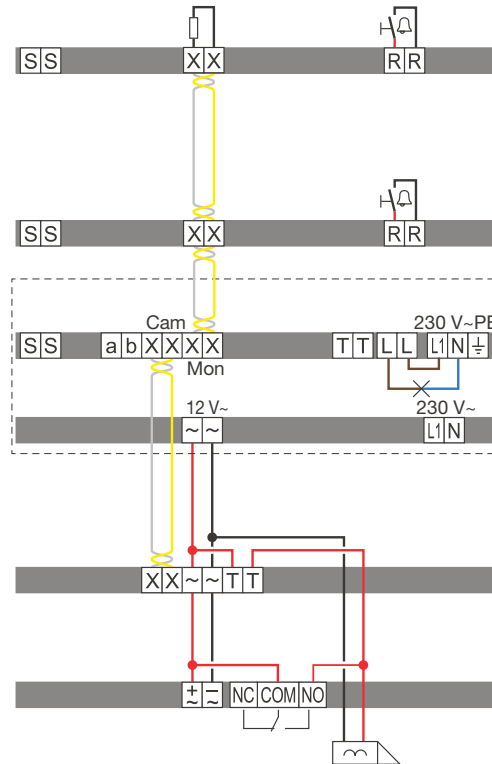 S S X X R R
S S X X R R
Cam 230 V~PE
S S a b X X X X T T L L L1 N ⏚
Mon
12 V~ 230 V~
~ ~ L1 N
X X ~ ~ T T
+~ −~ NC COM NO